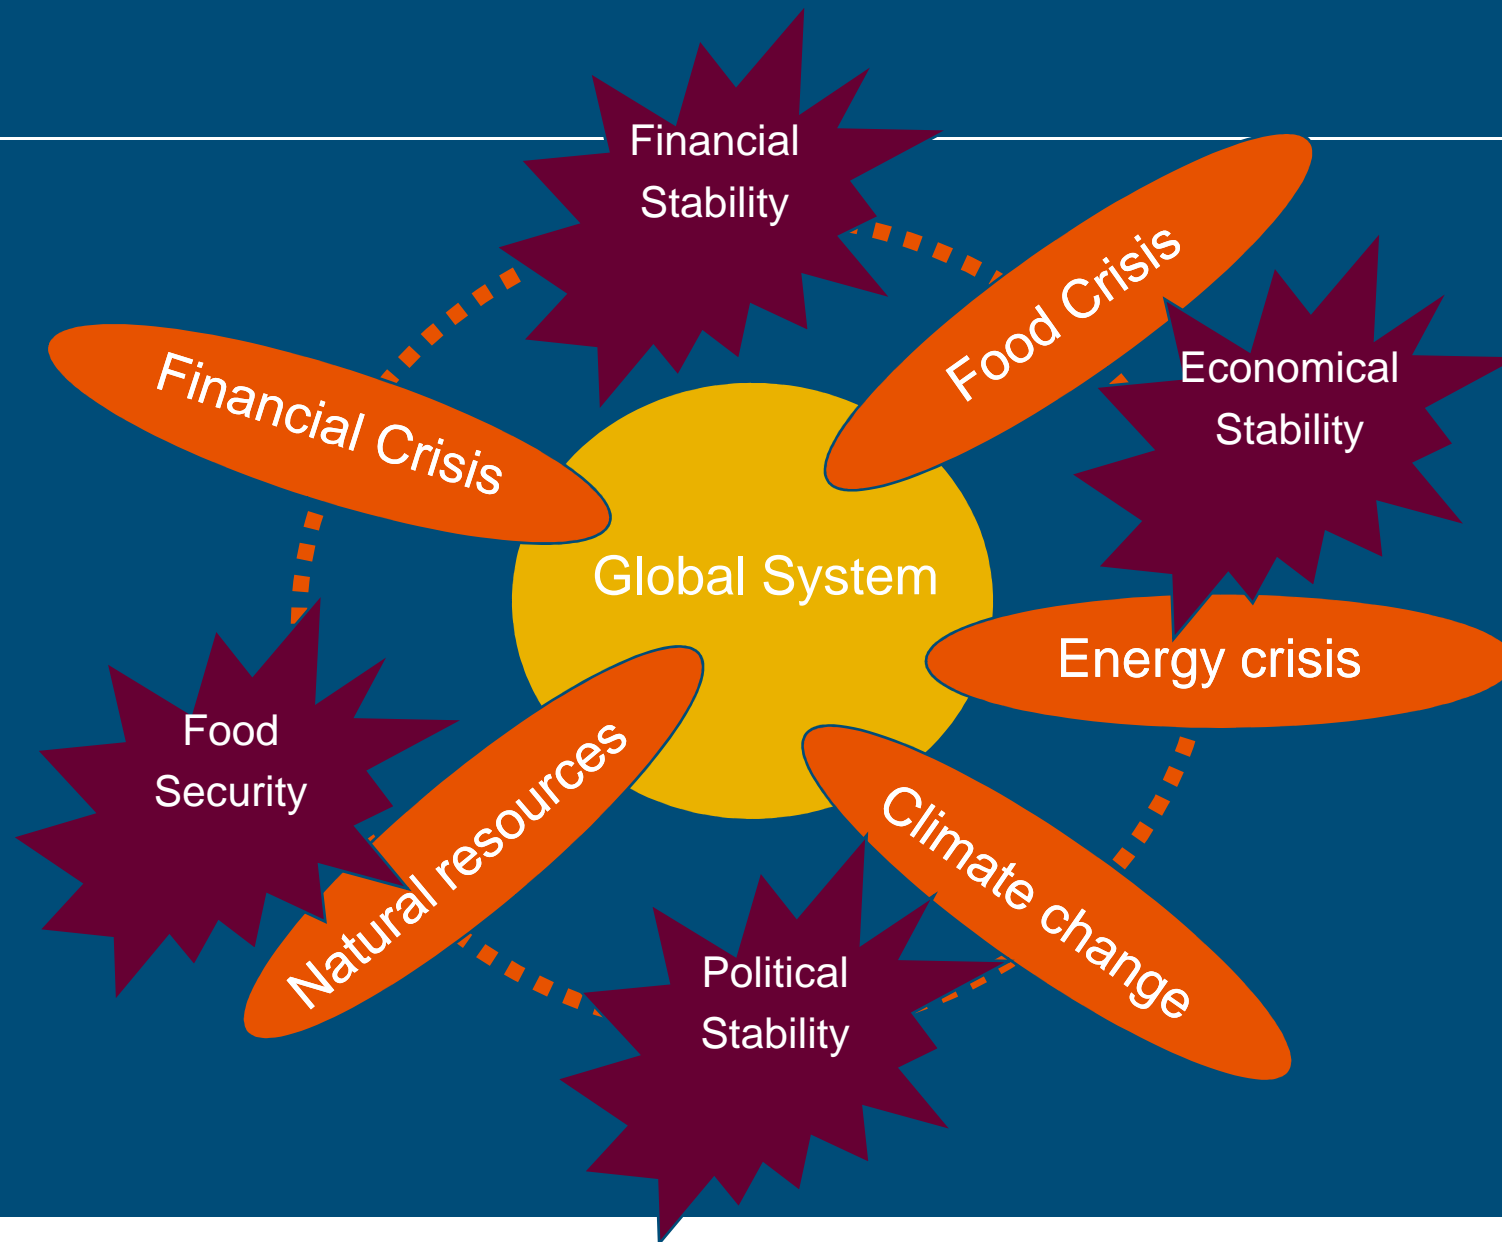 Financial
Stability
Food Crisis
Economical
Stability
Financial Crisis
Global System
Energy crisis
Food
Security
Natural resources
Climate change
Political
Stability